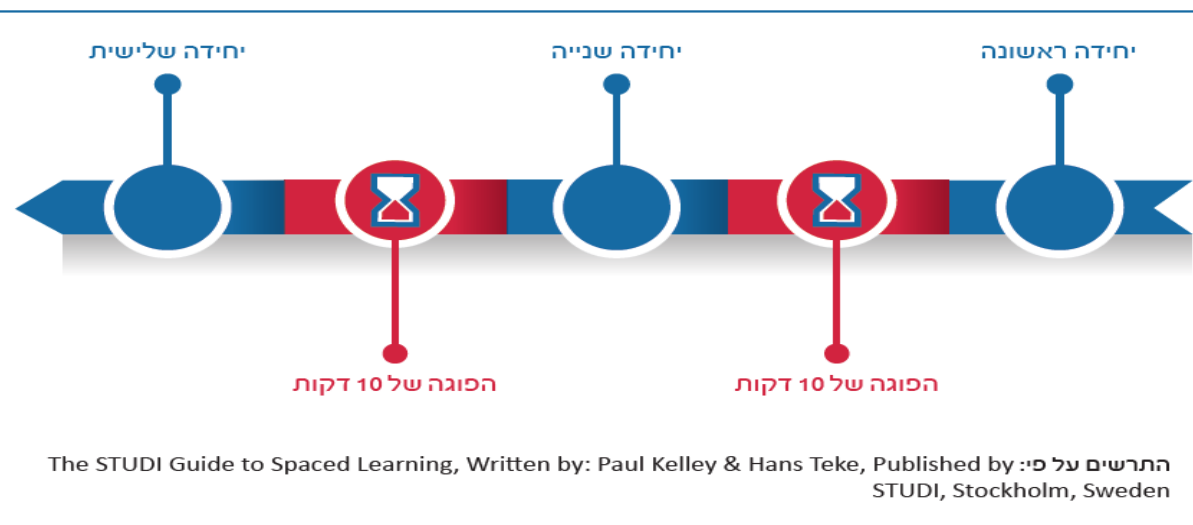 יחידה ראשונה
יחידה שנייה
יחידה שלישית
הפוגה של 10 דקות
הפוגה של 10 דקות
התרשים על פי: The STUDI Guide to Spaced Learning, Written by: Paul Kelley & Hans Teke, Published by
STUDI, Stockholm, Sweden